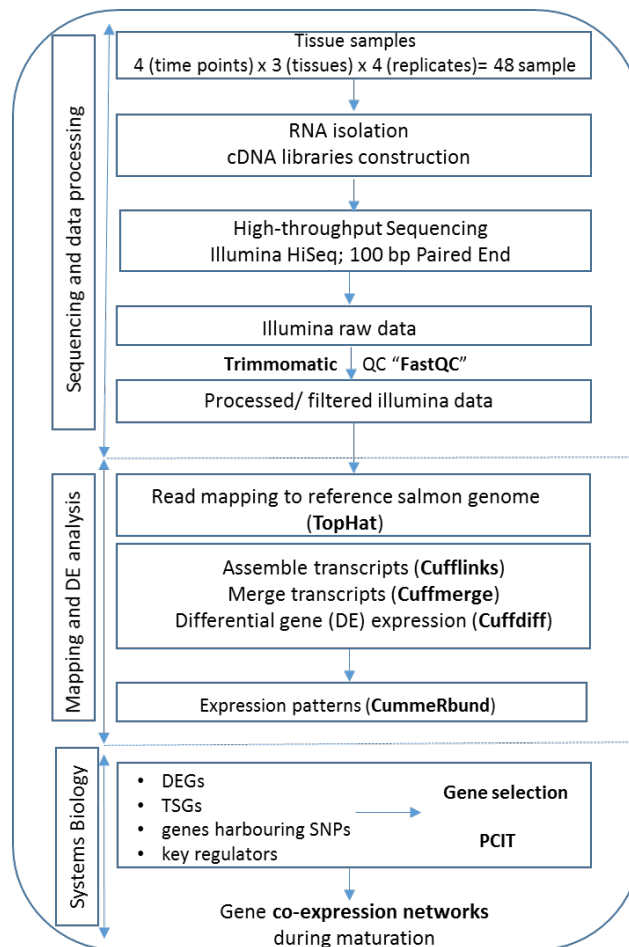 Tissue samples
4 (time points) x 3 (tissues) x 4 (replicates)= 48 sample
RNA isolation
cDNA libraries construction
High-throughput Sequencing
Illumina HiSeq; 100 bp Paired End
Illumina raw data
Trimmomatic QC “FastQC”
Processed/ filtered illumina data
Sequencing and data processing
Read mapping to reference salmon genome
(TopHat)
Assemble transcripts (Cufflinks)
Merge transcripts (Cuffmerge)
Differential gene (DE) expression (Cuffdiff)
Expression patterns (CummeRbund)
Mapping and DE analysis
• DEGs
• TSGs
• genes harbouring SNPs
• key regulators
Gene selection
PCIT
Systems Biology
Gene co-expression networks
during maturation